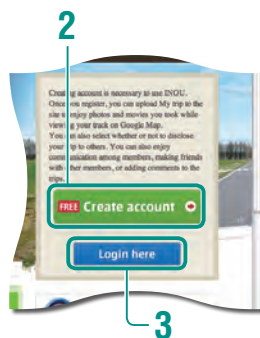 2
Creating account is necessary to use INOU.
Once you register, you can upload My trip to the
site to enjoy photos and movies you took while
viewing your track on Google Map.
You can also select whether or not to disclose
your trip to others. You can also enjoy
communication among members, making friends
with other members, or adding comments to the
trips.
FREE Create account
Login here
3